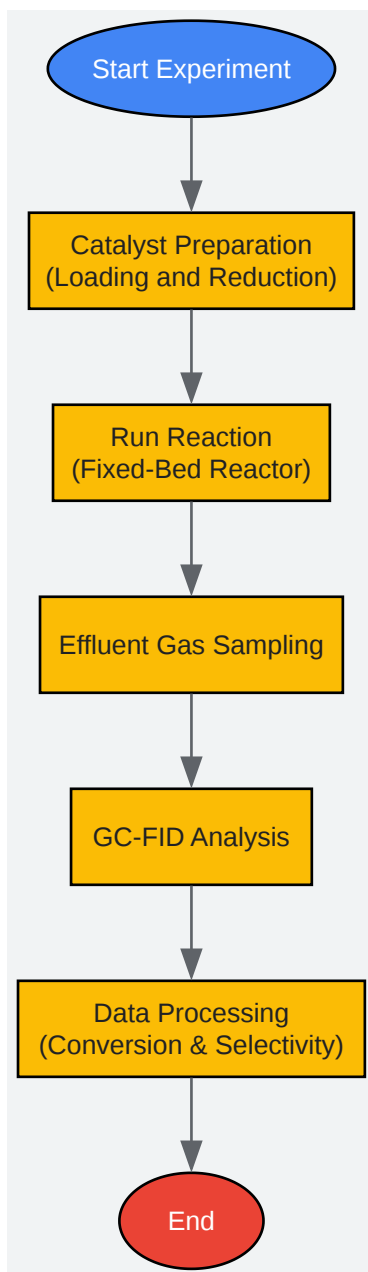 Start Experiment
Catalyst Preparation
(Loading and Reduction)
Run Reaction
(Fixed-Bed Reactor)
Effluent Gas Sampling
GC-FID Analysis
Data Processing
(Conversion & Selectivity)
End